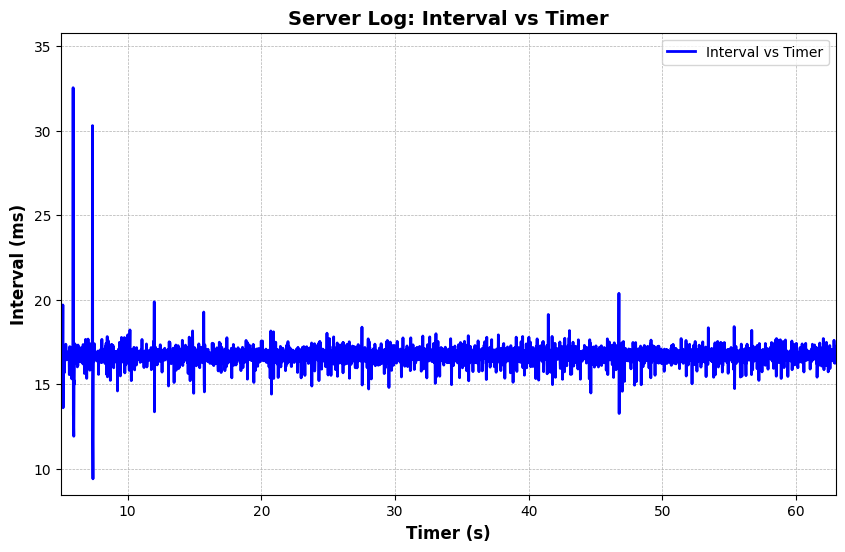 Server Log: Interval vs Timer
Interval vs Timer
Interval (ms)
35
30
25
20
15
10
10 20 30 40 50 60
Timer (s)